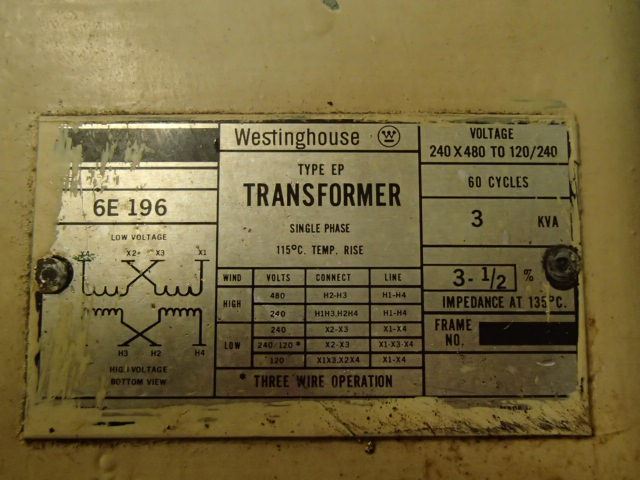 Westinghouse W
TYPE EP
TRANSFORMER
SINGLE PHASE
115°C. TEMP. RISE
VOLTAGE
240 X 480 TO 120/240
60 CYCLES
3 KVA
3-1/2 %
IMPEDANCE AT 135°C.
FRAME NO.
6E 196
LOW VOLTAGE
X4 X2 X3 X1
H3 H2 H4
HIGH VOLTAGE
BOTTOM VIEW
WIND VOLTS CONNECT LINE
HIGH 480 H2-H3 H1-H4
240 H1H3,H2H4 H1-H4
LOW 240 X2-X3 X1-X4
240/120* X2-X3 X1-X3-X4
120 X1X3,X2X4 X1-X4
* THREE WIRE OPERATION